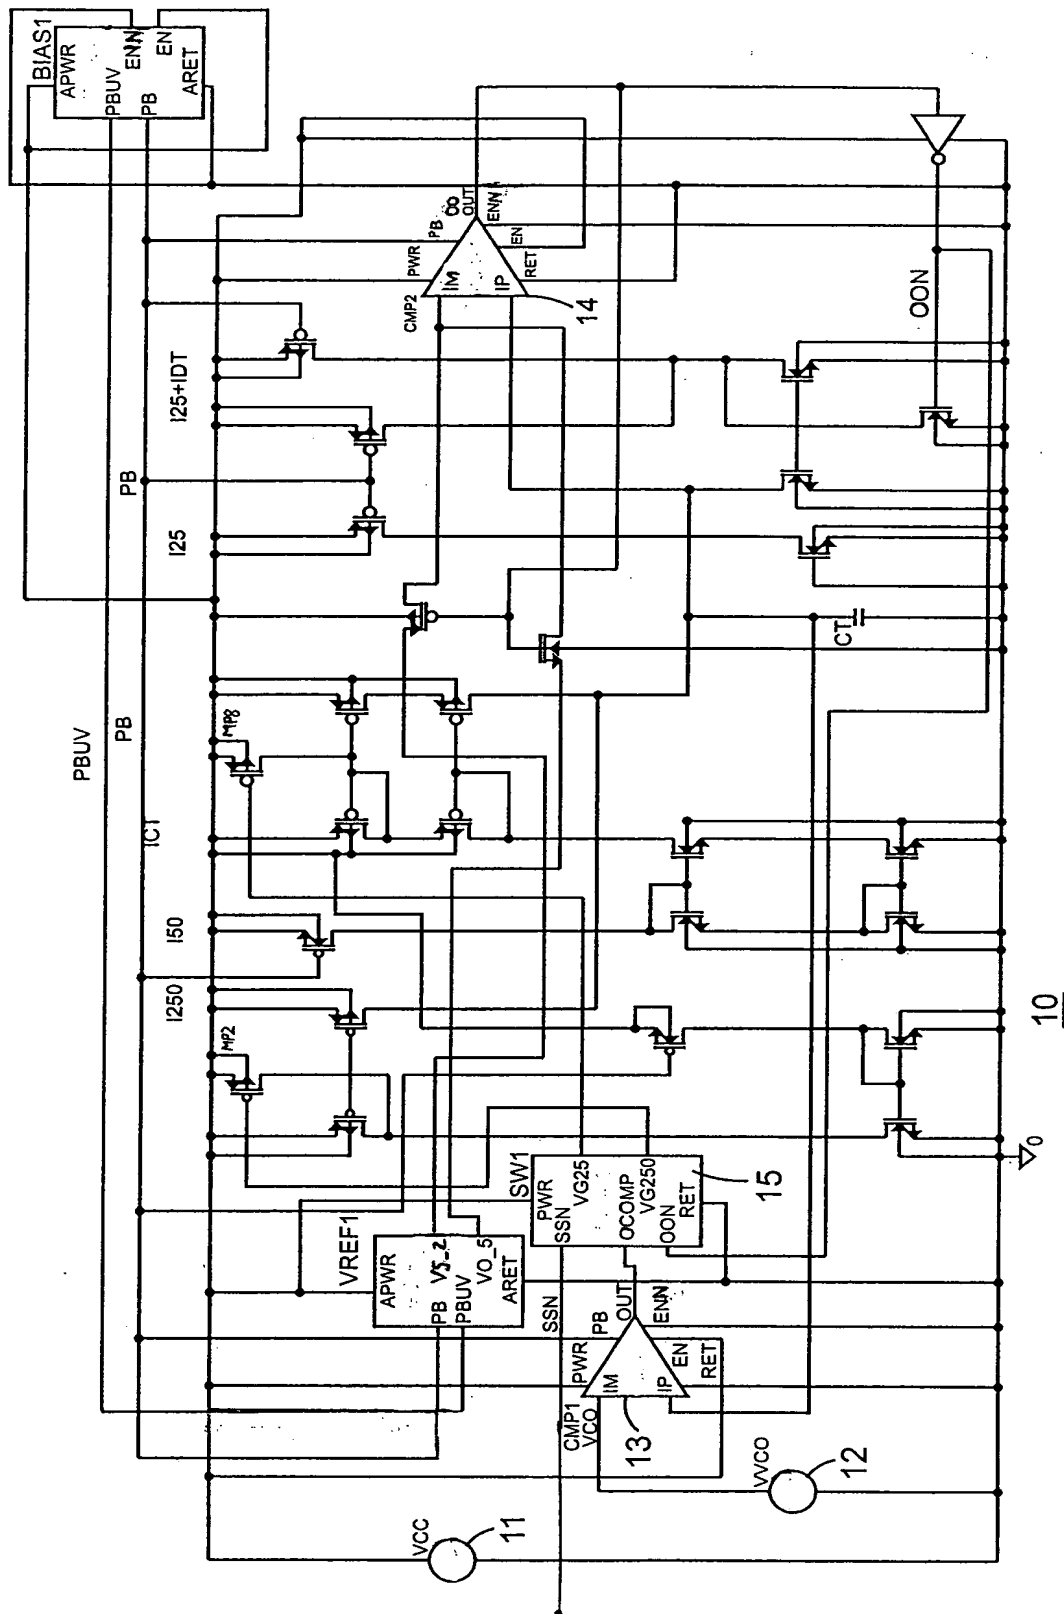 BIAS1
APWR
PBUV
PB
ENN
EN
ARET
PBUV
PB
ICT
PB
I25+IDT
I25
I50
I250
MP8
MP2
CMP2
PWR
PB
8
OUT
ENN
IM
IP
EN
RET
14
OON
CT
VREF1
APWR
PB
V5_2
PBUV
VO_5
ARET
SW1
PWR
SSN
VG25
OCOMP
VG250
OON
RET
15
SSN
PWR
PB
OUT
ENN
IM
IP
EN
RET
CMP1
VCO
13
VVCO
12
VCC
11
0
10